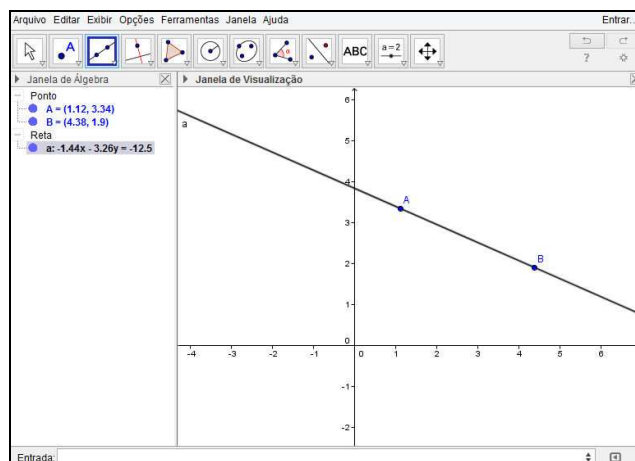 Arquivo Editar Exibir Opções Ferramentas Janela Ajuda Entrar...
A ABC a=2 ?
Janela de Álgebra
Janela de Visualização
Ponto
A = (1.12, 3.34)
B = (4.38, 1.9)
Reta
a: -1.44x - 3.26y = -12.5
a
A
B
6
5
4
3
2
1
0
-4 -3 -2 -1 0 1 2 3 4 5 6
-1
-2
Entrada: